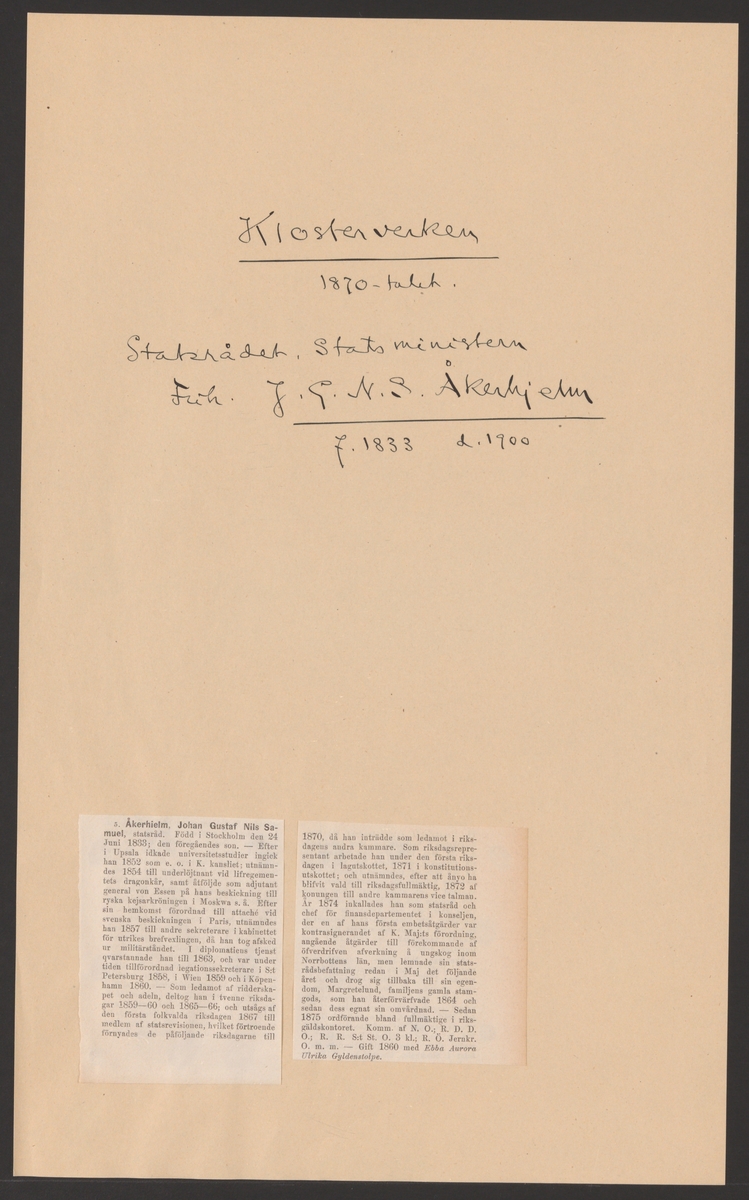 Klosterverken
1870-talet.
Statsrådet, Statsministern
Frih. J. G. N. S. Åkerhjelm
f. 1833 d. 1900
5. Åkerhielm, Johan Gustaf Nils Sa-
muel, statsråd. Född i Stockholm den 24
Juni 1833; den föregåendes son. — Efter
i Upsala idkade universitetsstudier ingick
han 1852 som e. o. i K. kansliet; utnämn-
des 1854 till underlöjtnant vid lifregemen-
tets dragonkår, samt åtföljde som adjutant
general von Essen på hans beskickning till
ryska kejsarkröningen i Moskwa s. å. Efter
sin hemkomst förordnad till attaché vid
svenska beskickningen i Paris, utnämndes
han 1857 till andre sekreterare i kabinettet
för utrikes brefvexlingen, då han tog afsked
ur militärståndet. I diplomatiens tjenst
qvarstannade han till 1863, och var under
tiden tillförordnad legationssekreterare i S:t
Petersburg 1858, i Wien 1859 och i Köpen-
hamn 1860. — Som ledamot af ridderska-
pet och adeln, deltog han i tvenne riksda-
gar 1859—60 och 1865—66; och utsågs af
den första folkvalda riksdagen 1867 till
medlem af statsrevisionen, hvilket förtroende
förnyades de påföljande riksdagarne till
1870, då han inträdde som ledamot i riks-
dagens andra kammare. Som riksdagsrepre-
sentant arbetade han under den första riks-
dagen i lagutskottet, 1871 i konstitutions-
utskottet; och utnämndes, efter att ånyo ha
blifvit vald till riksdagsfullmäktig, 1872 af
konungen till andre kammarens vice talman.
År 1874 inkallades han som statsråd och
chef för finansdepartementet i konseljen,
der en af hans första embetsåtgärder var
kontrasignerandet af K. Maj:ts förordning,
angående åtgärder till förekommande af
öfverdrifven afverkning å ungskog inom
Norrbottens län, men lemnade sin stats-
rådsbefattning redan i Maj det följande
året och drog sig tillbaka till sin egen-
dom, Margretelund, familjens gamla stam-
gods, som han återförvärfvade 1864 och
sedan dess egnat sin omvårdnad. — Sedan
1875 ordförande bland fullmäktige i riks-
gäldskontoret. Komm. af N. O.; R. D. D.
O.; R. R. S:t St. O. 3 kl.; R. Ö. Jernkr.
O. m. m. — Gift 1860 med Ebba Aurora
Ulrika Gyldenstolpe.